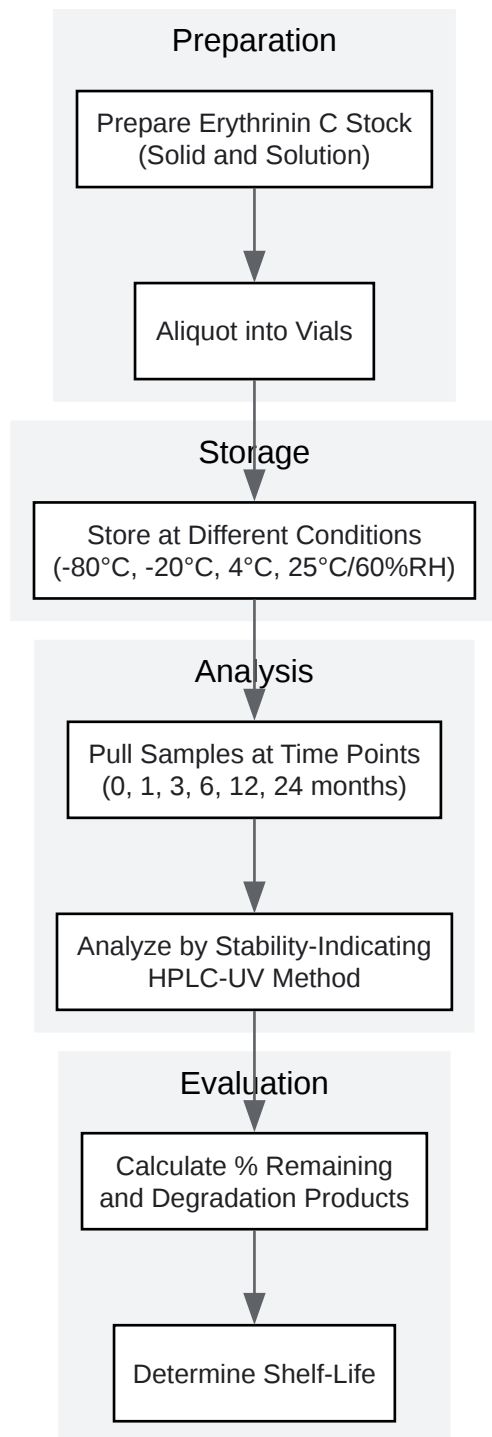 Preparation
Prepare Erythrinin C Stock
(Solid and Solution)
Aliquot into Vials
Storage
Store at Different Conditions
(-80°C, -20°C, 4°C, 25°C/60%RH)
Analysis
Pull Samples at Time Points
(0, 1, 3, 6, 12, 24 months)
Analyze by Stability-Indicating
HPLC-UV Method
Evaluation
Calculate % Remaining
and Degradation Products
Determine Shelf-Life